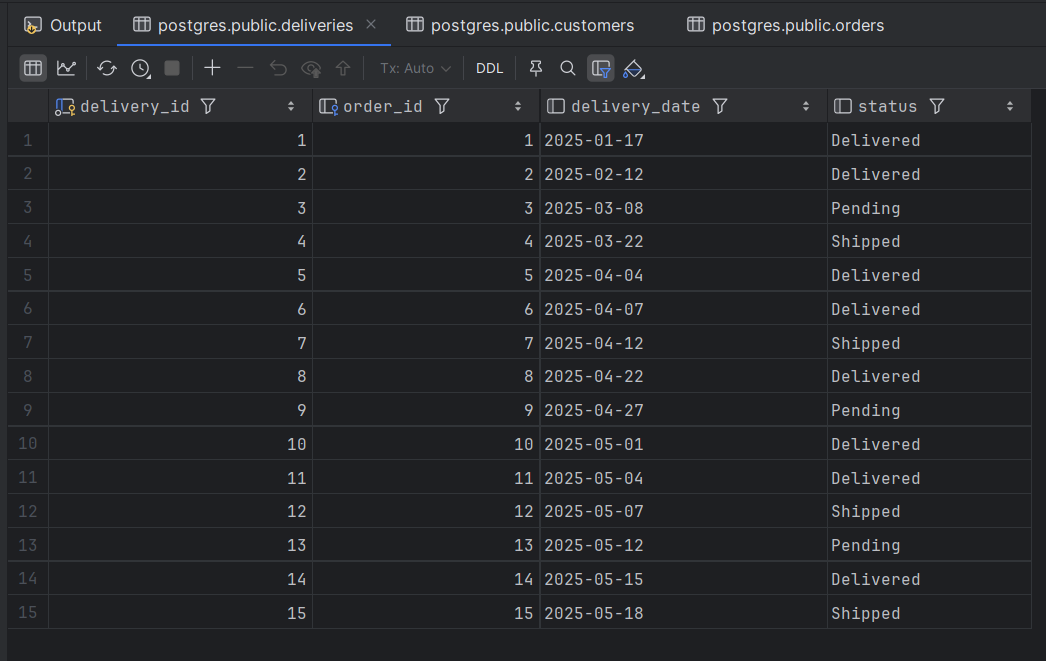 Output postgres.public.deliveries postgres.public.customers postgres.public.orders
Tx: Auto DDL
delivery_id order_id delivery_date status
1 1 1 2025-01-17 Delivered
2 2 2 2025-02-12 Delivered
3 3 3 2025-03-08 Pending
4 4 4 2025-03-22 Shipped
5 5 5 2025-04-04 Delivered
6 6 6 2025-04-07 Delivered
7 7 7 2025-04-12 Shipped
8 8 8 2025-04-22 Delivered
9 9 9 2025-04-27 Pending
10 10 10 2025-05-01 Delivered
11 11 11 2025-05-04 Delivered
12 12 12 2025-05-07 Shipped
13 13 13 2025-05-12 Pending
14 14 14 2025-05-15 Delivered
15 15 15 2025-05-18 Shipped